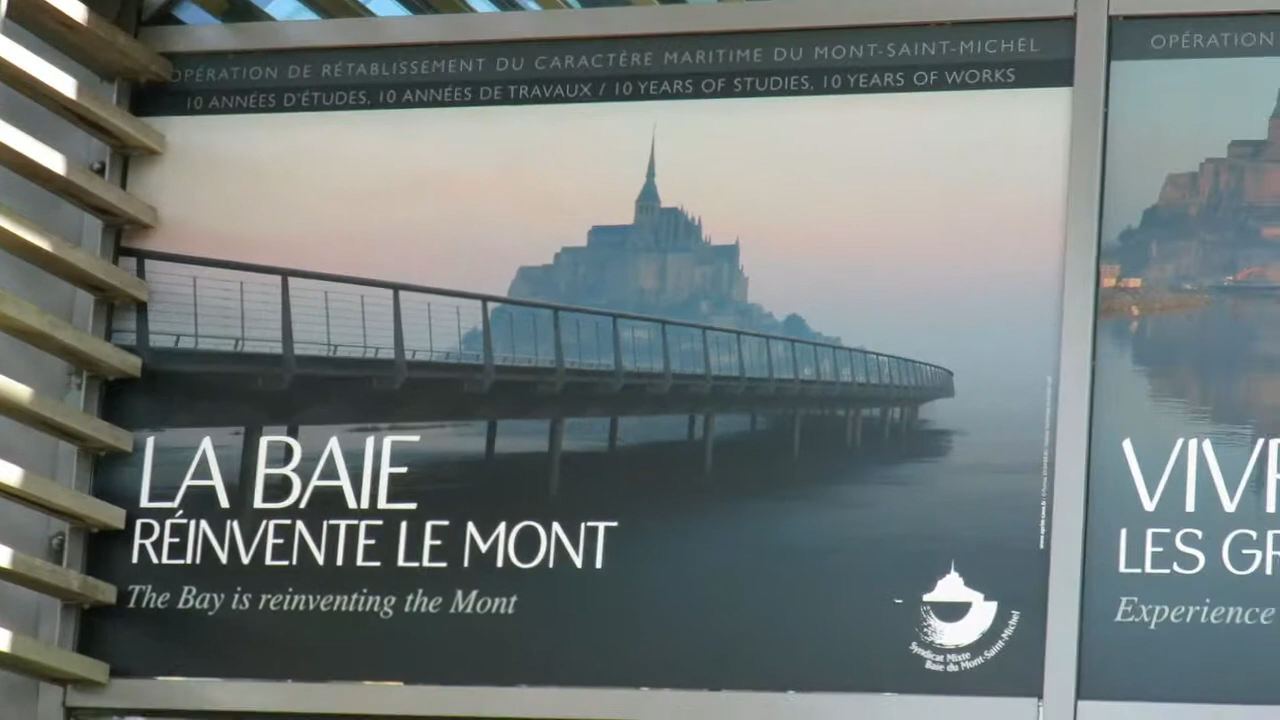 OPÉRATION DE RÉTABLISSEMENT DU CARACTÈRE MARITIME DU MONT-SAINT-MICHEL
10 ANNÉES D'ÉTUDES, 10 ANNÉES DE TRAVAUX / 10 YEARS OF STUDIES, 10 YEARS OF WORKS
LA BAIE
RÉINVENTE LE MONT
The Bay is reinventing the Mont
Syndicat Mixte
Baie du Mont-Saint-Michel
OPÉRATION
LES
Experience